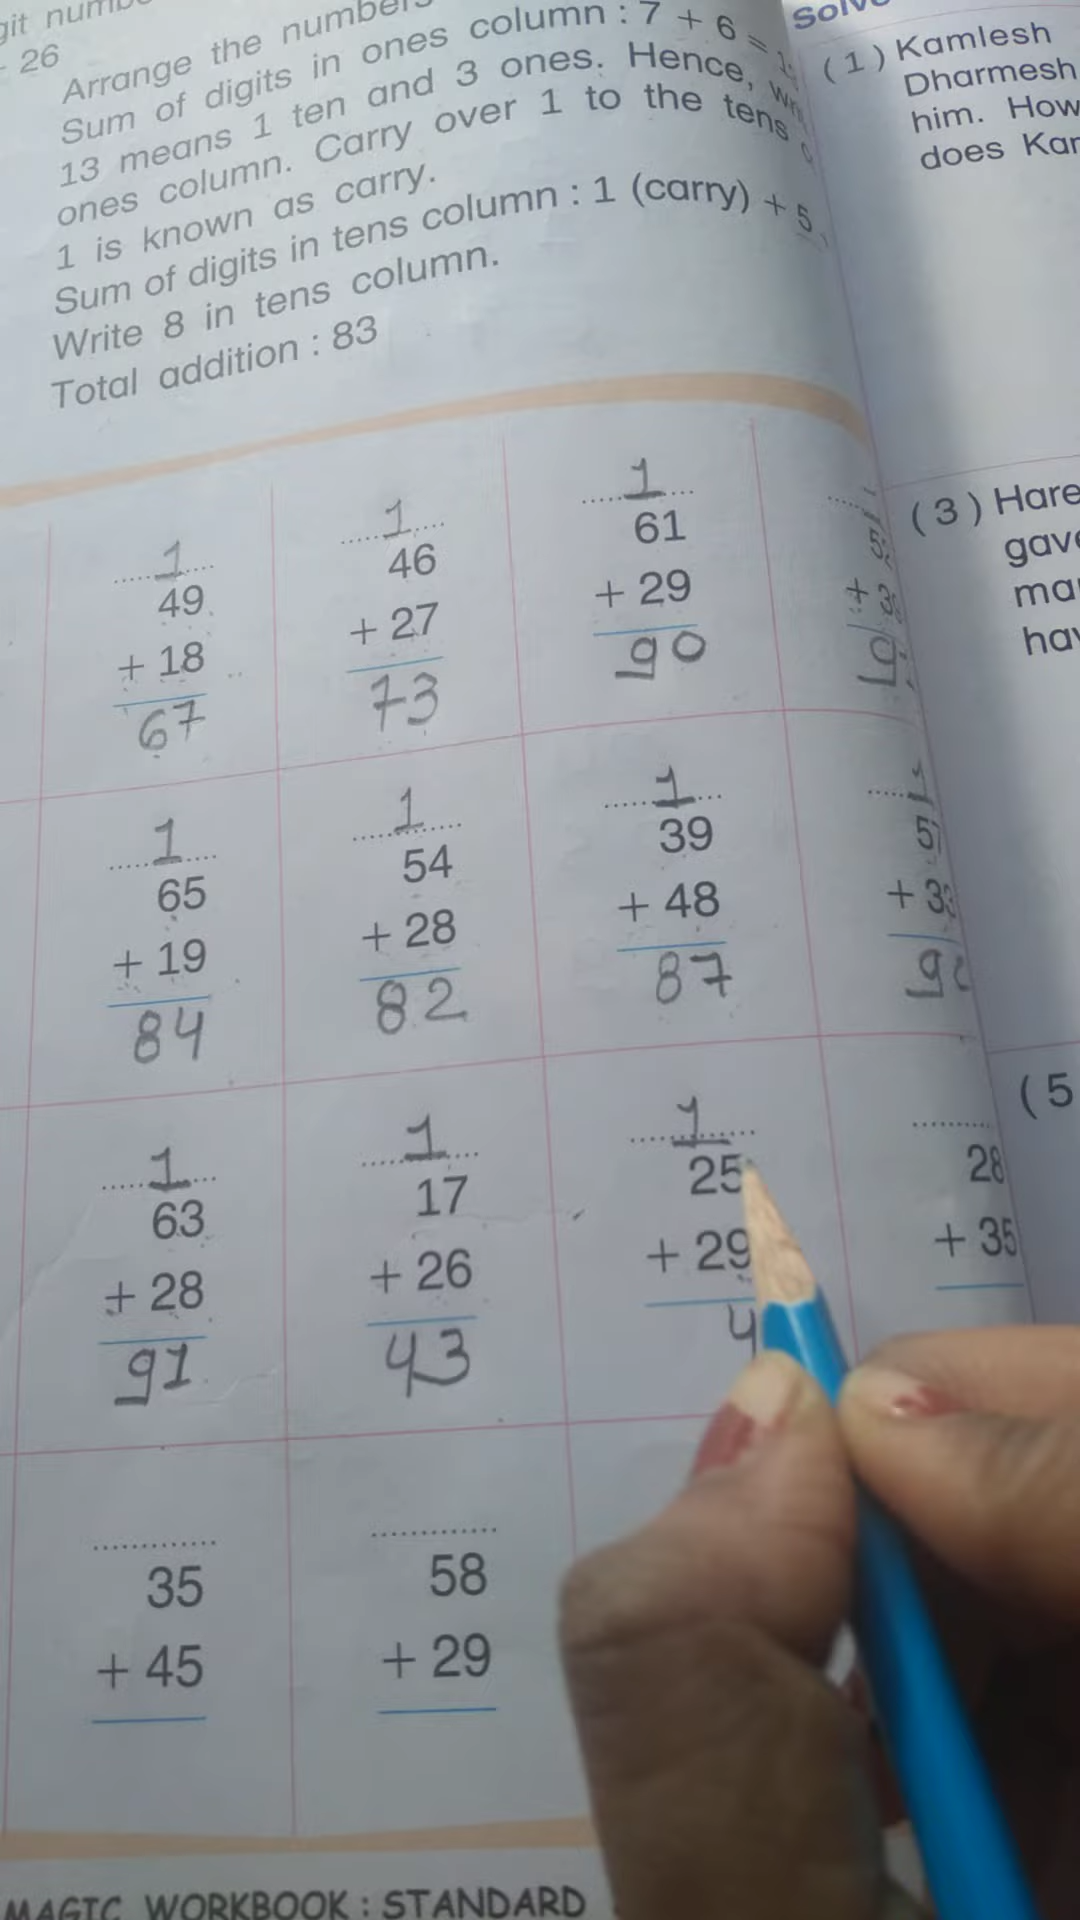 git
- 26
Arrange the
Sum of digits in ones column : 7 + 6 =
13 means 1 ten and 3 ones. Hence,
ones column. Carry over 1 to the tens
1 is known as carry.
Sum of digits in tens column : 1 (carry) + 5
Write 8 in tens column.
Total addition : 83
1 1 1
49 46 61
+ 18 + 27 + 29
67 73 90
1 1 1
65 54 39
+ 19 + 28 + 48
84 82 87
1 1 1
63 17 25 28
+ 28 + 26 + 29 + 35
91 43 4
35 58
+ 45 + 29
MAGIC WORKBOOK : STANDARD
(1) Kamlesh
Dharmesh
him. How
does
(3)
(5